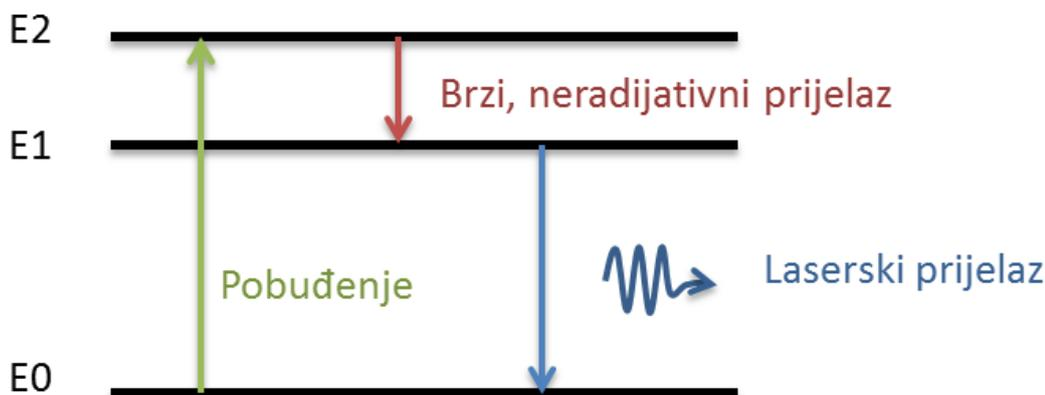 E2
Brzi, neradijativni prijelaz
E1
Pobuđenje
Laserski prijelaz
E0